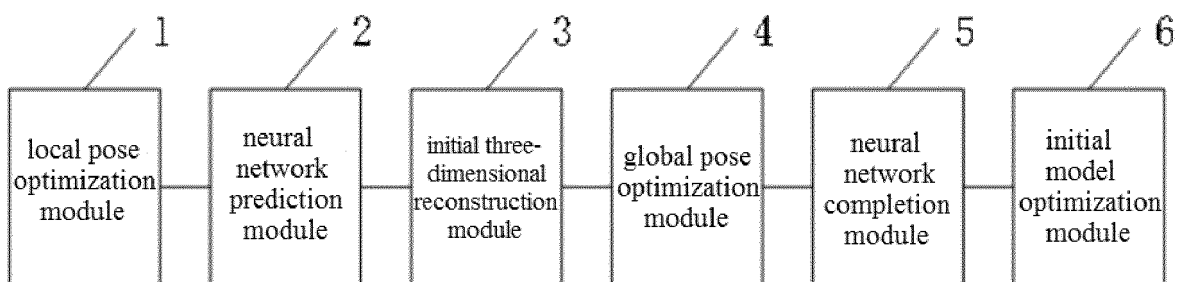 1 2 3 4 5 6
local pose
optimization
module
neural
network
prediction
module
initial three-
dimensional
reconstruction
module
global pose
optimization
module
neural
network
completion
module
initial
model
optimization
module